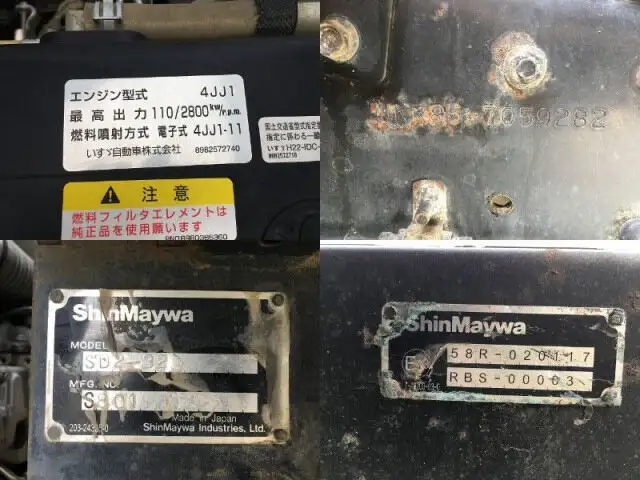 エンジン型式 4JJ1
最高出力 110/2800kW/r.p.m.
燃料噴射方式 電子式 4JJ1-11
いすゞ自動車株式会社 8982572740
注意
燃料フィルタエレメントは
純正品を使用願います
7059282
ShinMaywa
MODEL
MFG. NO.
Made in Japan
ShinMaywa Industries, Ltd.
ShinMaywa
58R-020117
RBS-00003